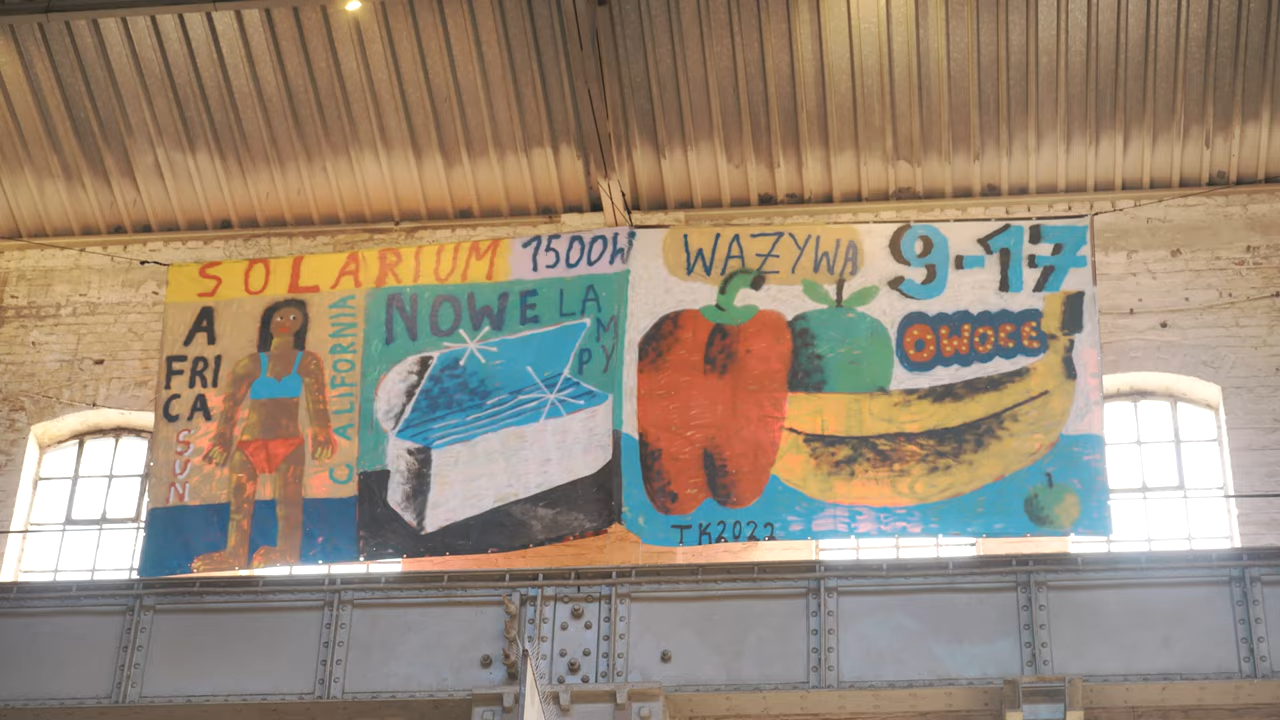 SOLARIUM 1500W
AFRICA
SUN
CALIFORNIA
NOWE LAMPY
WAZYWA 9-17
OWOCE
TK2022